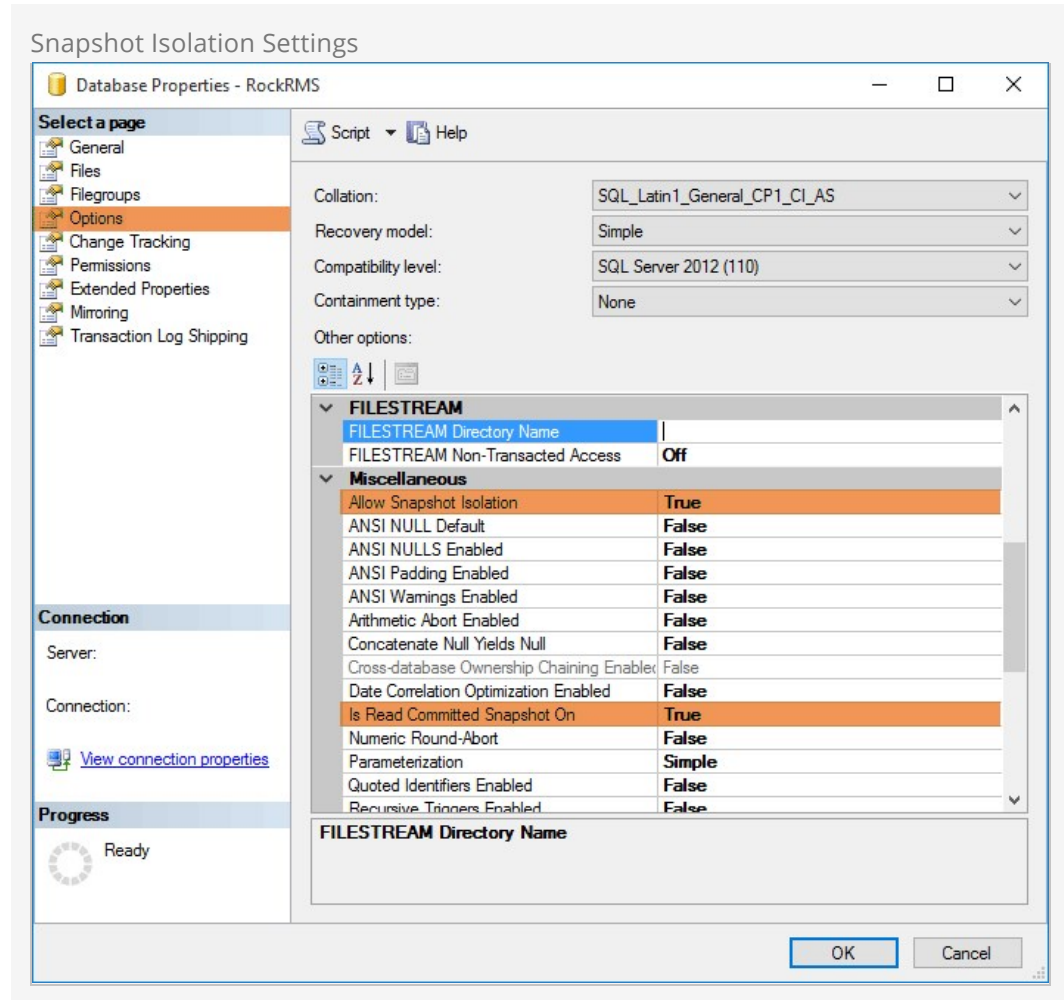 Snapshot Isolation Settings
Database Properties - RockRMS
Select a page
General
Files
Filegroups
Options
Change Tracking
Permissions
Extended Properties
Mirroring
Transaction Log Shipping
Script Help
Collation: SQL_Latin1_General_CP1_CI_AS
Recovery model: Simple
Compatibility level: SQL Server 2012 (110)
Containment type: None
Other options:
FILESTREAM
FILESTREAM Directory Name
FILESTREAM Non-Transacted Access Off
Miscellaneous
Allow Snapshot Isolation True
ANSI NULL Default False
ANSI NULLS Enabled False
ANSI Padding Enabled False
ANSI Warnings Enabled False
Arithmetic Abort Enabled False
Concatenate Null Yields Null False
Cross-database Ownership Chaining Enabled False
Date Correlation Optimization Enabled False
Is Read Committed Snapshot On True
Numeric Round-Abort False
Parameterization Simple
Quoted Identifiers Enabled False
Recursive Triggers Enabled False
FILESTREAM Directory Name
Connection
Server:
Connection:
View connection properties
Progress
Ready
OK Cancel